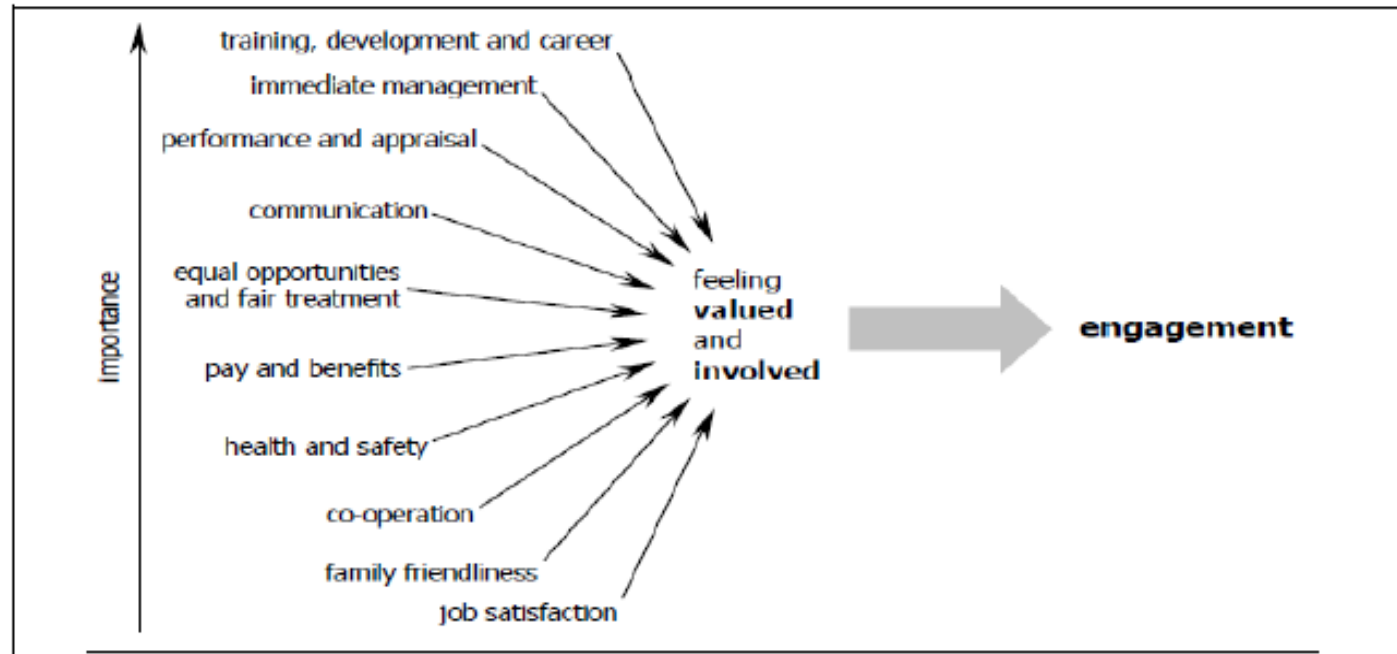 training, development and career
immediate management
performance and appraisal
communication
equal opportunities
and fair treatment
pay and benefits
health and safety
co-operation
family friendliness
job satisfaction
importance
feeling
valued
and
involved
engagement